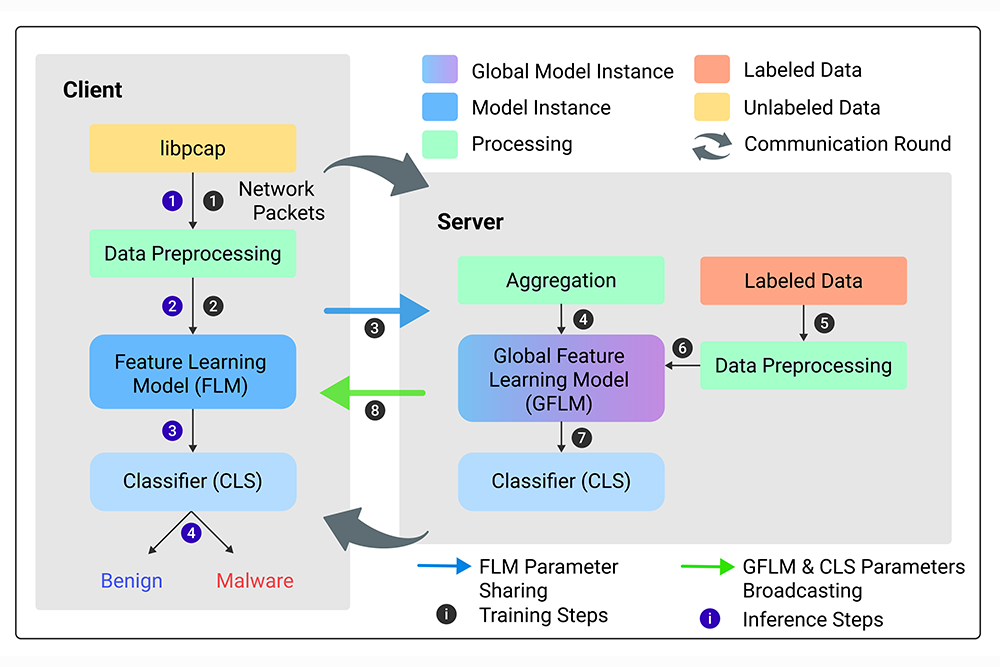 Client
libpcap
1
1
Network
Packets
Data Preprocessing
2
2
Feature Learning
Model (FLM)
3
Classifier (CLS)
4
Benign
Malware
Global Model Instance
Model Instance
Processing
Labeled Data
Unlabeled Data
Communication Round
3
8
Server
Aggregation
4
Global Feature
Learning Model
(GFLM)
7
Classifier (CLS)
Labeled Data
5
6
Data Preprocessing
FLM Parameter
Sharing
i Training Steps
GFLM & CLS Parameters
Broadcasting
i Inference Steps